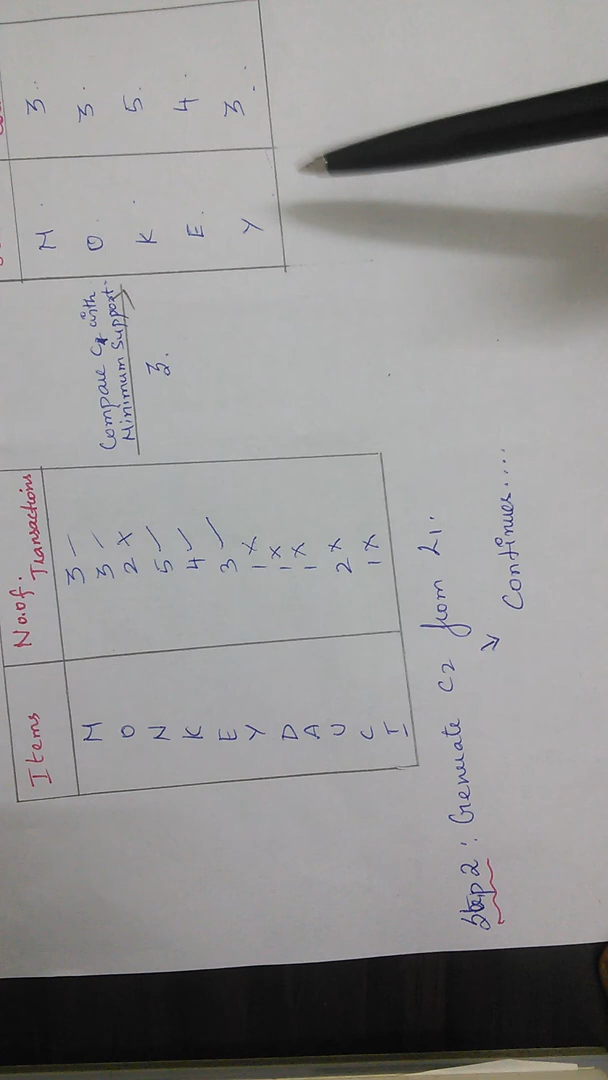 Items No.of. Transactions
M 3
O 3
N 2 x
K 5
E 4
Y 3
D 1 x
A 1 x
U 1 x
C 2 x
I 1 x
Compare C1 with
Minimum Support.
3
2.
M. 3..
O. 3.
K. 5.
E. 4.
Y 3..
Step 2: Generate C2 from L1.
Continues....